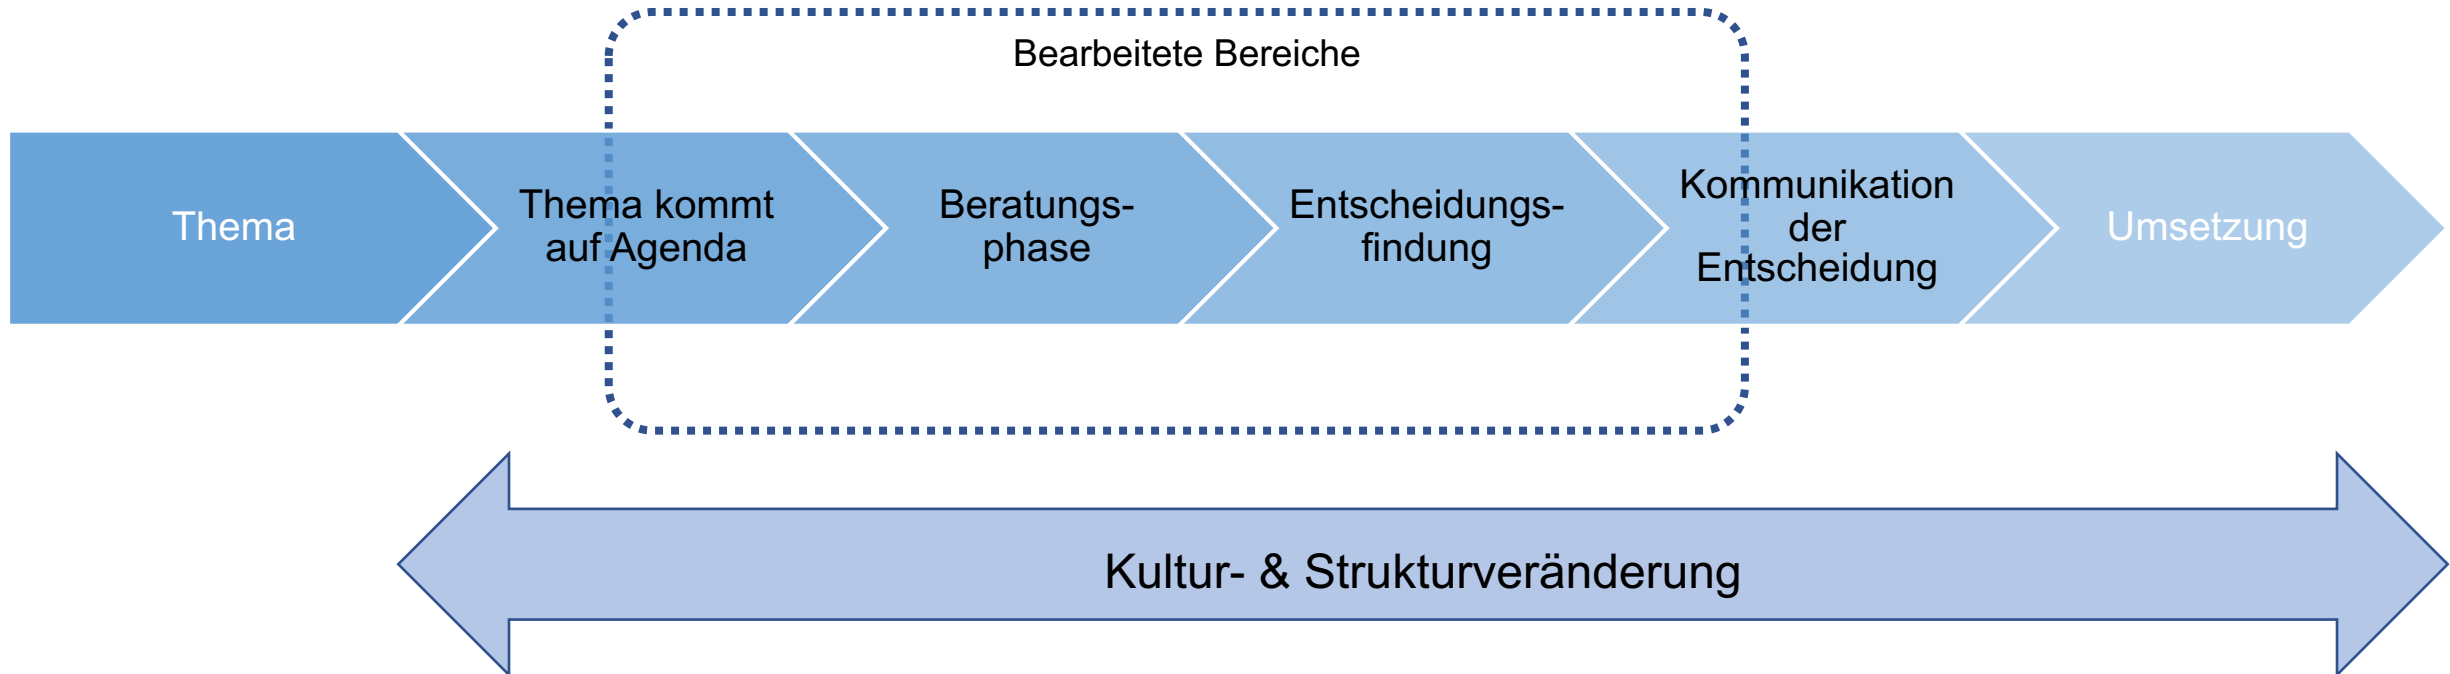 Bearbeitete Bereiche
Thema
Thema kommt
auf Agenda
Beratungs-
phase
Entscheidungs-
findung
Kommunikation
der
Entscheidung
Umsetzung
Kultur- & Strukturveränderung